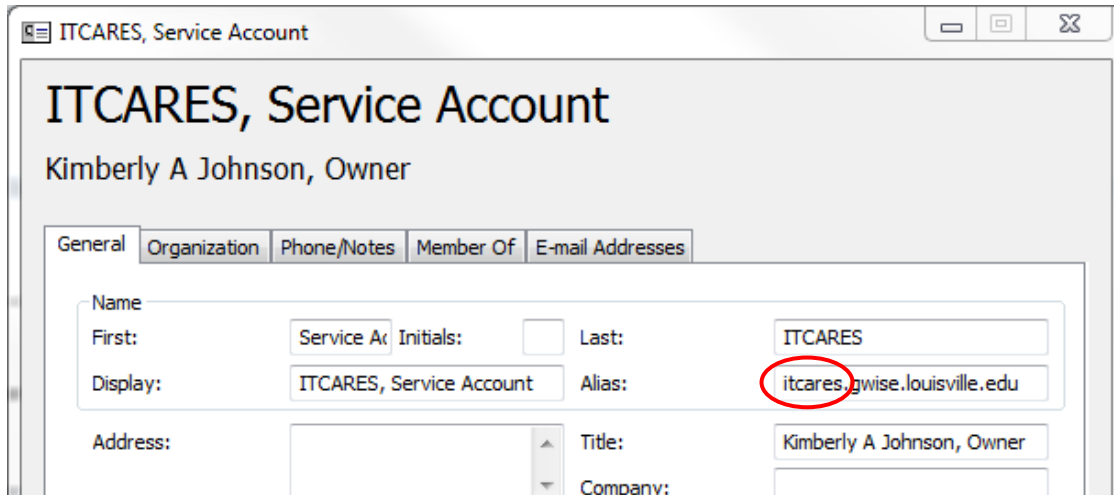 ITCARES, Service Account
ITCARES, Service Account
Kimberly A Johnson, Owner
General Organization Phone/Notes Member Of E-mail Addresses
Name
First: Service Ac Initials: Last: ITCARES
Display: ITCARES, Service Account Alias: itcares.gwise.louisville.edu
Address: Title: Kimberly A Johnson, Owner
Company: